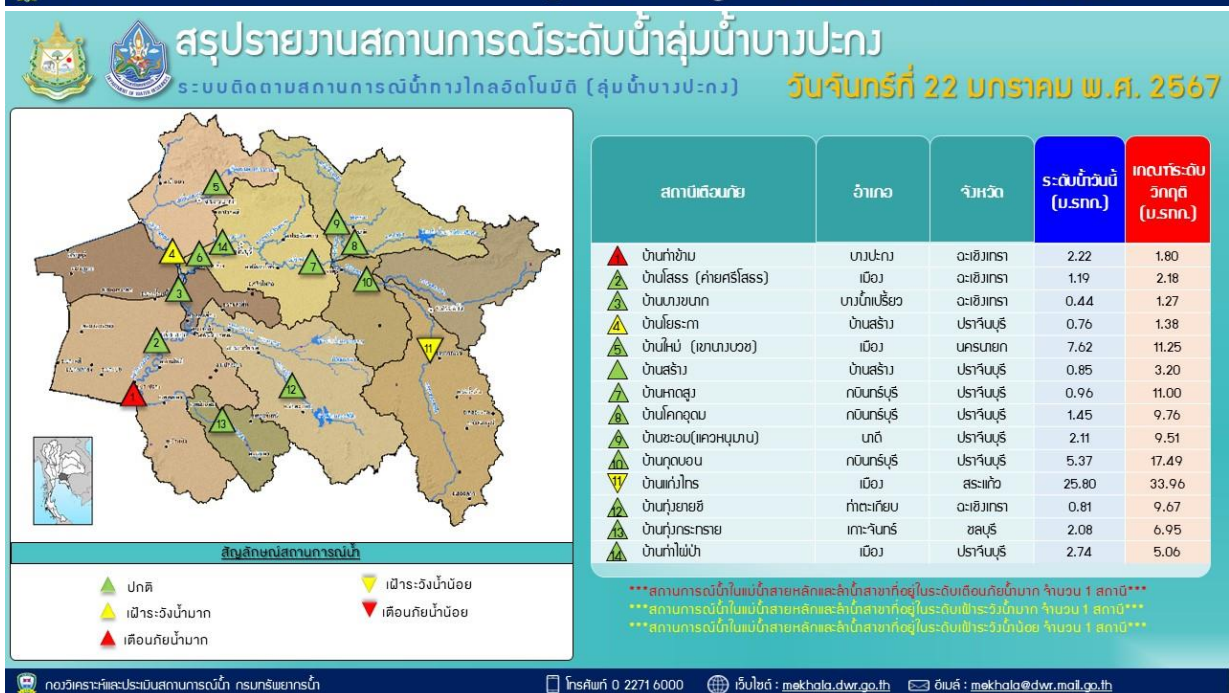 สรุปรายงานสถานการณ์ระดับน้ำลุ่มน้ำบางปะกง
ระบบติดตามสถานการณ์น้ำทางไกลอัตโนมัติ (ลุ่มน้ำบางปะกง)
วันจันทร์ที่ 22 มกราคม พ.ศ. 2567
สถานีเตือนภัย อำเภอ จังหวัด ระดับน้ำวันนี้ (ม.รทก.) เกณฑ์ระดับวิกฤติ (ม.รทก.)
1 บ้านท่าข้าม บางปะกง ฉะเชิงเทรา 2.22 1.80
2 บ้านโสธร (ค่ายศรีโสธร) เมือง ฉะเชิงเทรา 1.19 2.18
3 บ้านบางขนาก บางน้ำเปรี้ยว ฉะเชิงเทรา 0.44 1.27
4 บ้านโยธะกา บ้านสร้าง ปราจีนบุรี 0.76 1.38
5 บ้านใหม่ (เขานางบวช) เมือง นครนายก 7.62 11.25
บ้านสร้าง บ้านสร้าง ปราจีนบุรี 0.85 3.20
7 บ้านหาดสูง กบินทร์บุรี ปราจีนบุรี 0.96 11.00
8 บ้านโคกอุดม กบินทร์บุรี ปราจีนบุรี 1.45 9.76
9 บ้านซะอม(แควหนุมาน) นาดี ปราจีนบุรี 2.11 9.51
10 บ้านกุดบอน กบินทร์บุรี ปราจีนบุรี 5.37 17.49
11 บ้านแก่งไทร เมือง สระแก้ว 25.80 33.96
12 บ้านทุ่งยายชี ท่าตะเกียบ ฉะเชิงเทรา 0.81 9.67
13 บ้านทุ่งกระทราย เกาะจันทร์ ชลบุรี 2.08 6.95
14 บ้านท่าไผ่ป่า เมือง ปราจีนบุรี 2.74 5.06
***สถานการณ์น้ำในแม่น้ำสายหลักและลำน้ำสาขาที่อยู่ในระดับเตือนภัยน้ำมาก จำนวน 1 สถานี***
***สถานการณ์น้ำในแม่น้ำสายหลักและลำน้ำสาขาที่อยู่ในระดับเฝ้าระวังน้ำมาก จำนวน 1 สถานี***
***สถานการณ์น้ำในแม่น้ำสายหลักและลำน้ำสาขาที่อยู่ในระดับเฝ้าระวังน้ำน้อย จำนวน 1 สถานี***
5
9
14
8
4
6
7
10
3
2
11
12
1
13
สัญลักษณ์สถานการณ์น้ำ
ปกติ
เฝ้าระวังน้ำมาก
เตือนภัยน้ำมาก
เฝ้าระวังน้ำน้อย
เตือนภัยน้ำน้อย
กองวิเคราะห์และประเมินสถานการณ์น้ำ กรมทรัพยากรน้ำ
โทรศัพท์ 0 2271 6000
เว็บไซต์ : mekhala.dwr.go.th
อีเมล์ : mekhala@dwr.mail.go.th